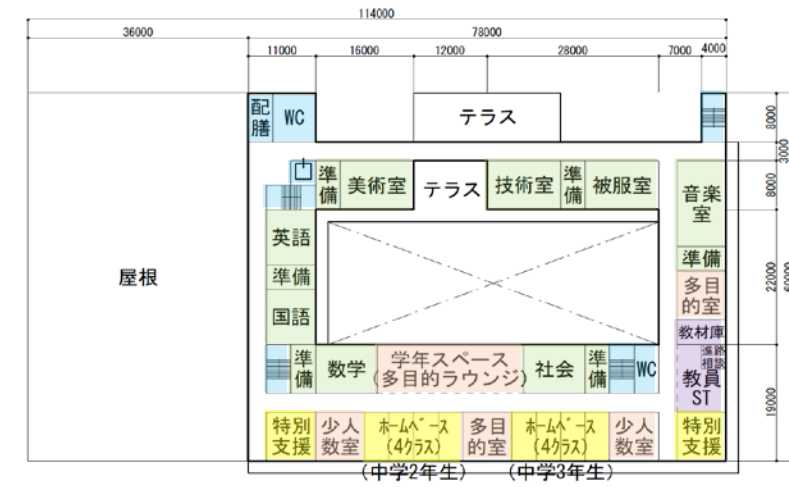 114000
36000
78000
11000
16000
12000
28000
7000
4000
配
膳
WC
テラス
8000
3000
準
備
美術室
テラス
技術室
準
備
被服室
音楽
室
8000
英語
準備
国語
準備
多目
的室
22000
屋根
教材庫
進路
相談
教員
ST
準
備
数学
学年スペース
(多目的ラウンジ)
社会
準
備
WC
19000
特別
支援
少人
数室
ホームベース
(4クラス)
多目
的室
ホームベース
(4クラス)
少人
数室
特別
支援
(中学2年生)
(中学3年生)